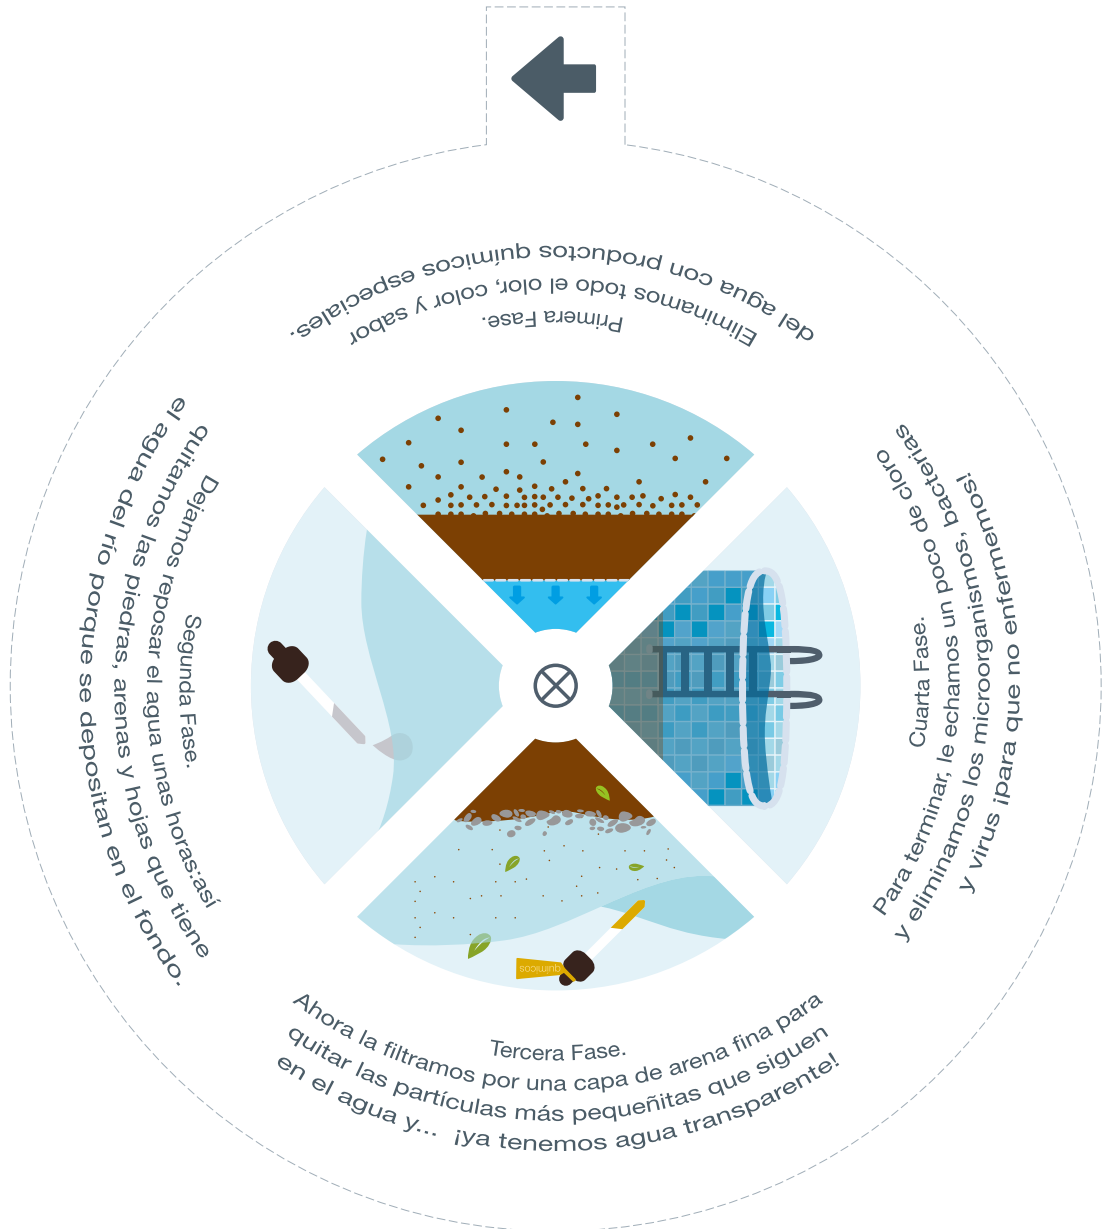 Primera Fase.
Eliminamos todo el olor, color y sabor
del agua con productos químicos especiales.
Segunda Fase.
Dejamos reposar el agua unas horas:así
quitamos las piedras, arenas y hojas que tiene
el agua del río porque se depositan en el fondo.
Tercera Fase.
Ahora la filtramos por una capa de arena fina para
quitar las partículas más pequeñitas que siguen
en el agua y... ¡ya tenemos agua transparente!
Cuarta Fase.
Para terminar, le echamos un poco de cloro
y eliminamos los microorganismos, bacterias
y virus ¡para que no enfermemos!
químicos